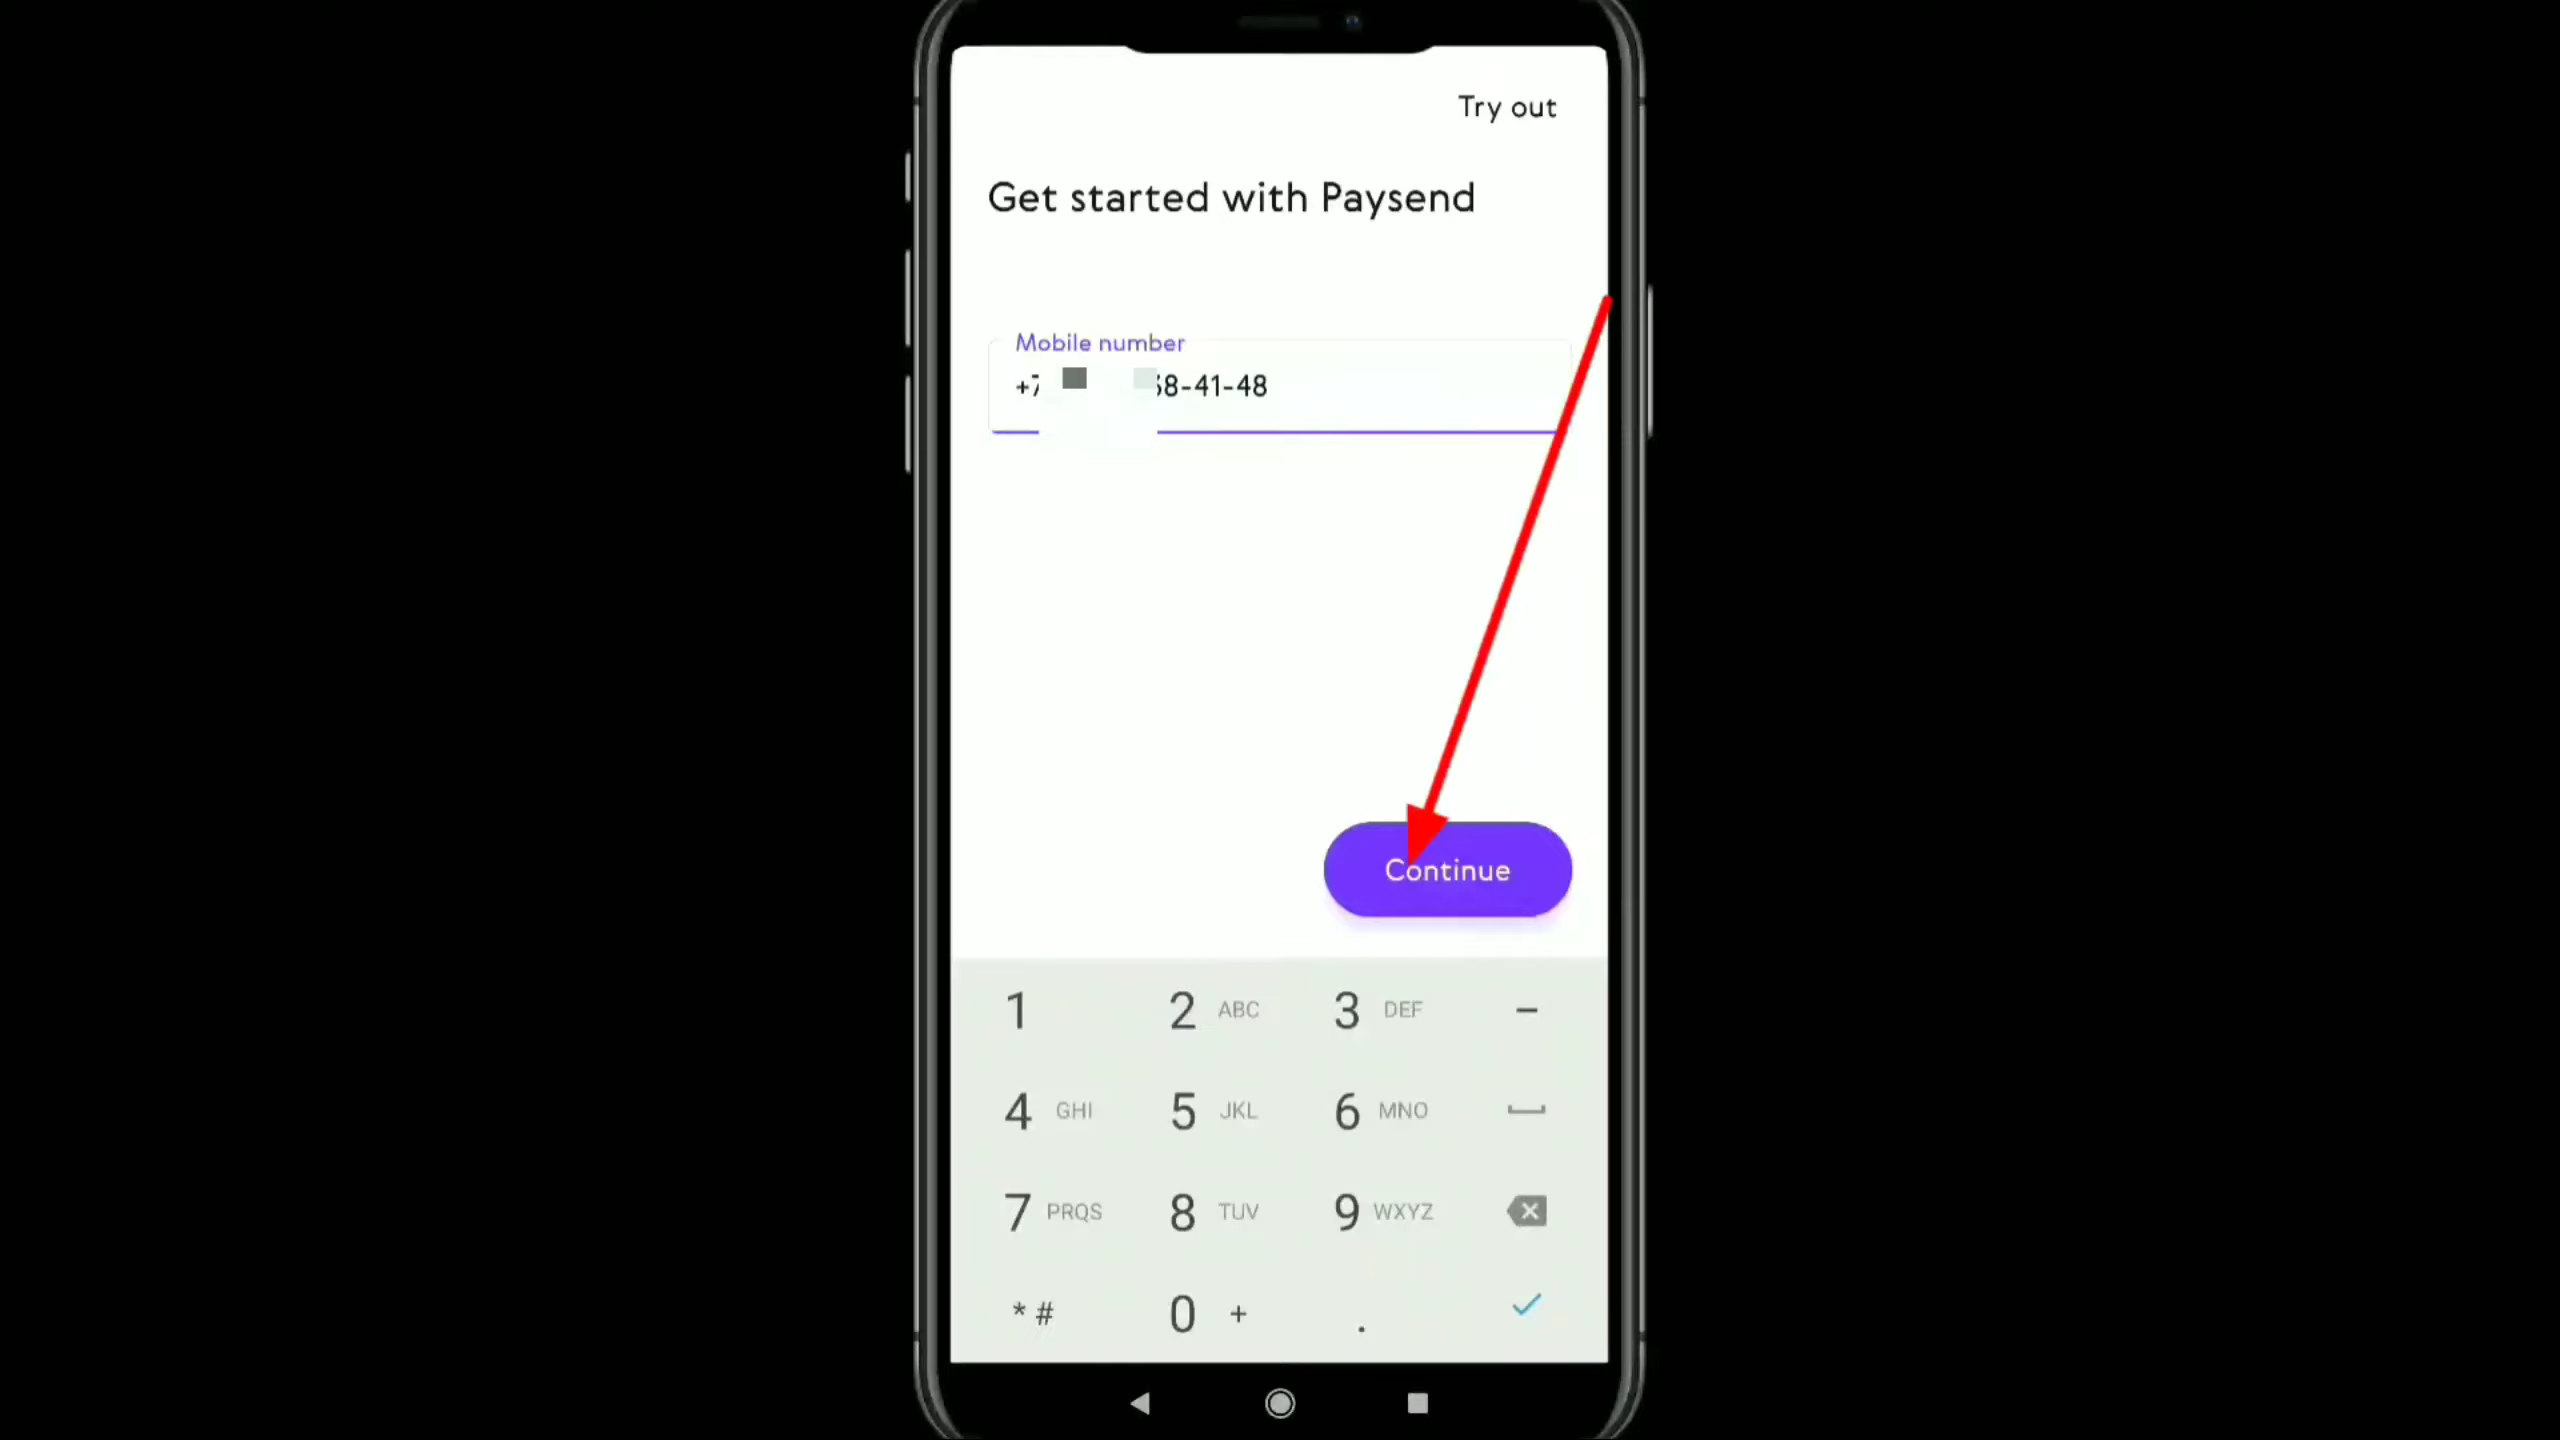 Try out
Get started with Paysend
Mobile number
+7 8-41-48
Continue
1 2 ABC 3 DEF -
4 GHI 5 JKL 6 MNO
7 PRQS 8 TUV 9 WXYZ
* # 0 + .